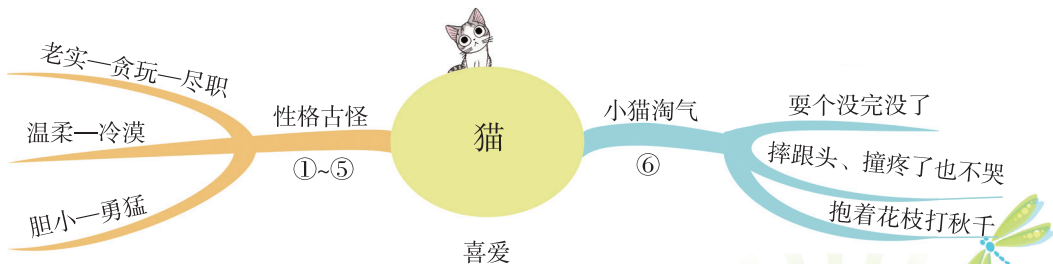 老实—贪玩—尽职
温柔—冷漠
胆小—勇猛
性格古怪
①~⑤
猫
喜爱
小猫淘气
⑥
耍个没完没了
摔跟头、撞疼了也不哭
抱着花枝打秋千